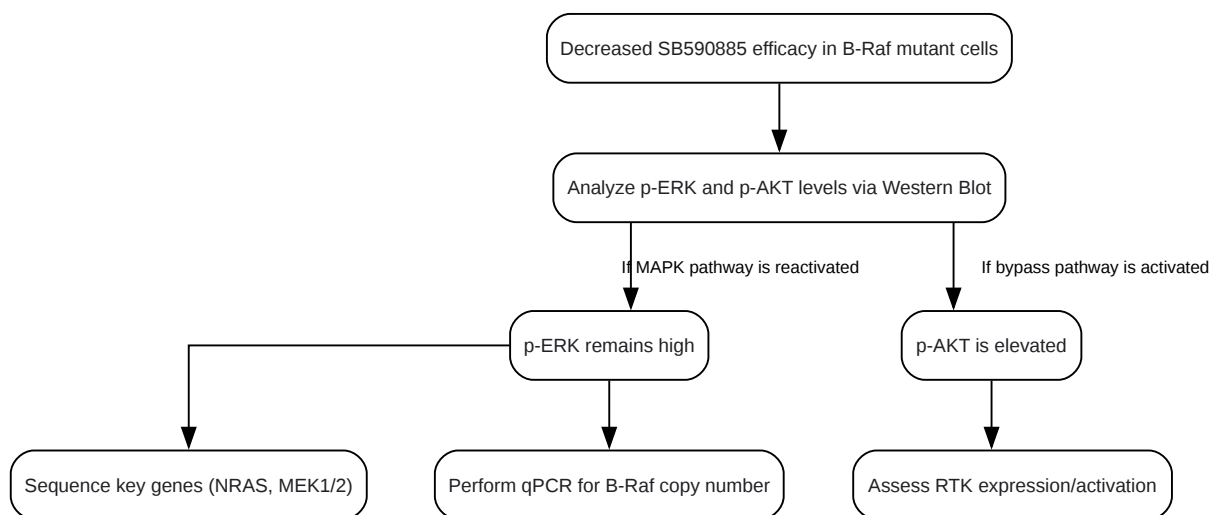 Decreased SB590885 efficacy in B-Raf mutant cells
Analyze p-ERK and p-AKT levels via Western Blot
If MAPK pathway is reactivated
If bypass pathway is activated
p-ERK remains high
p-AKT is elevated
Sequence key genes (NRAS, MEK1/2)
Perform qPCR for B-Raf copy number
Assess RTK expression/activation